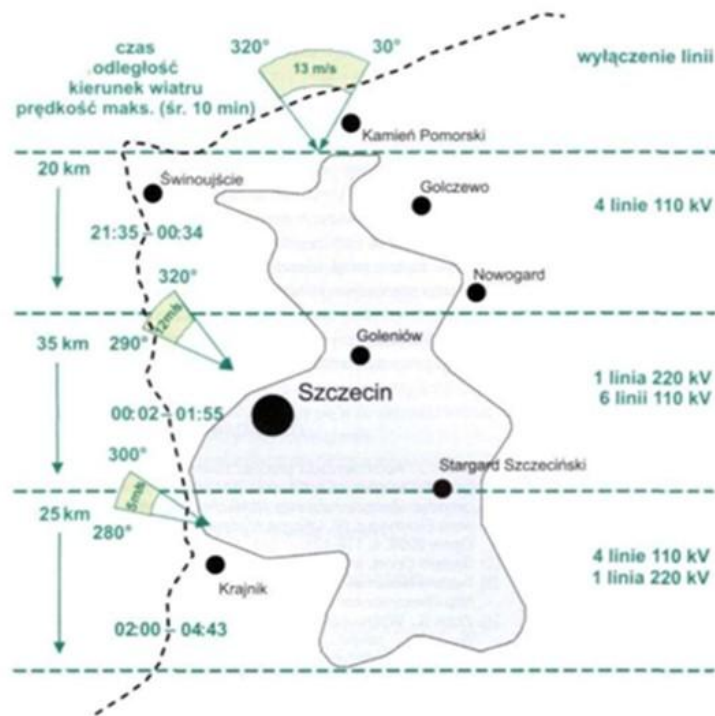 czas
odległość
kierunek wiatru
prędkość maks. (śr. 10 min)
320°
30°
13 m/s
wyłączenie linii
Kamień Pomorski
20 km
Świnoujście
Golczewo
4 linie 110 kV
21:35 – 00:34
320°
Nowogard
12m/s
35 km
290°
Goleniów
1 linia 220 kV
6 linii 110 kV
Szczecin
00:02 – 01:55
300°
Stargard Szczeciński
5m/s
25 km
280°
4 linie 110 kV
1 linia 220 kV
Krajnik
02:00 – 04:43